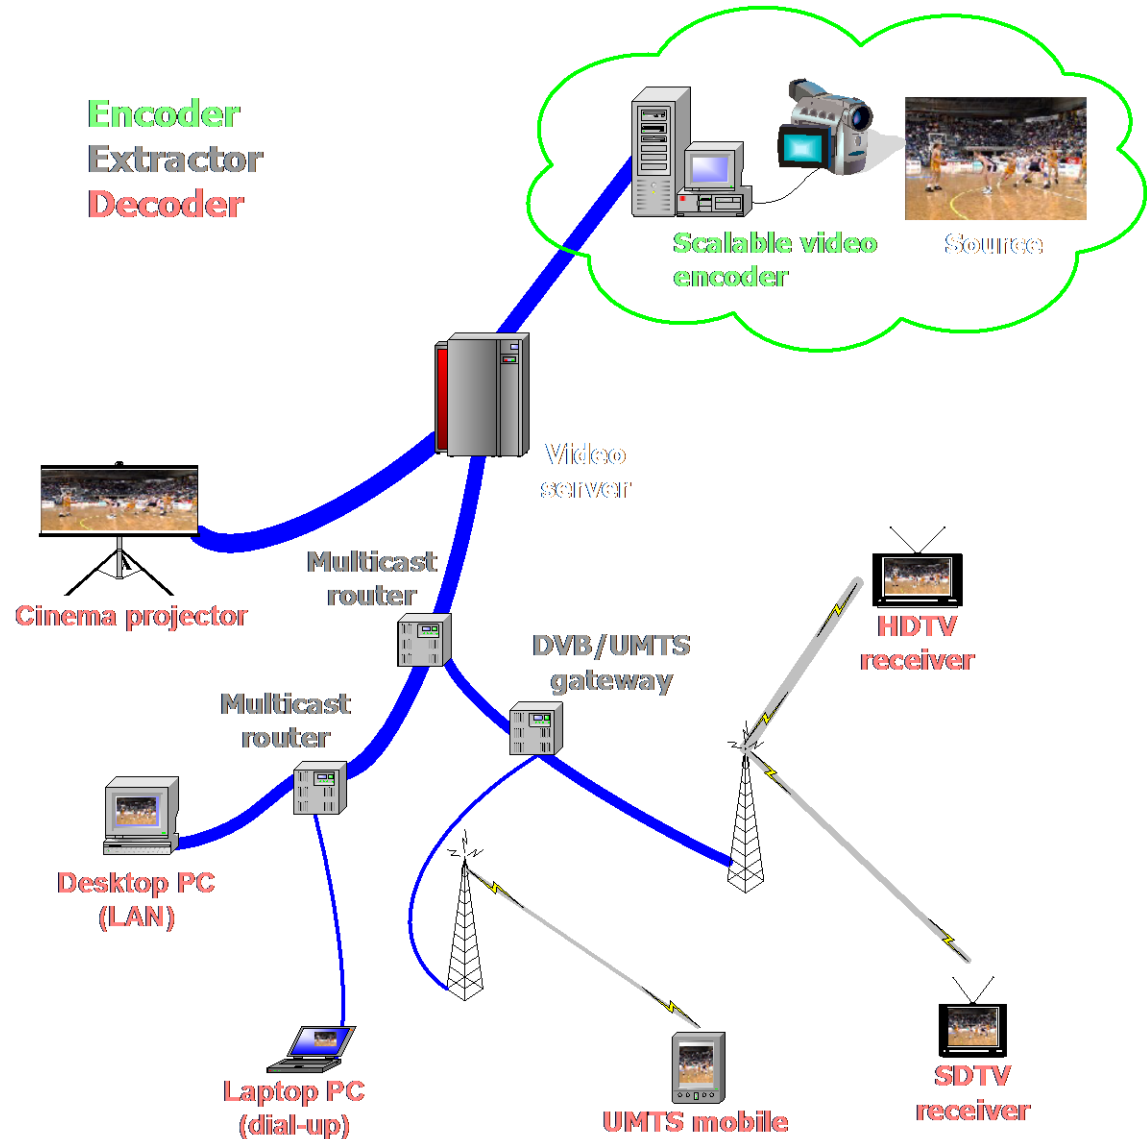 Encoder
Extractor
Decoder
Scalable video
encoder
Source
Video
server
Cinema projector
Multicast
router
DVB/UMTS
gateway
HDTV
receiver
Multicast
router
Desktop PC
(LAN)
Laptop PC
(dial-up)
UMTS mobile
SDTV
receiver